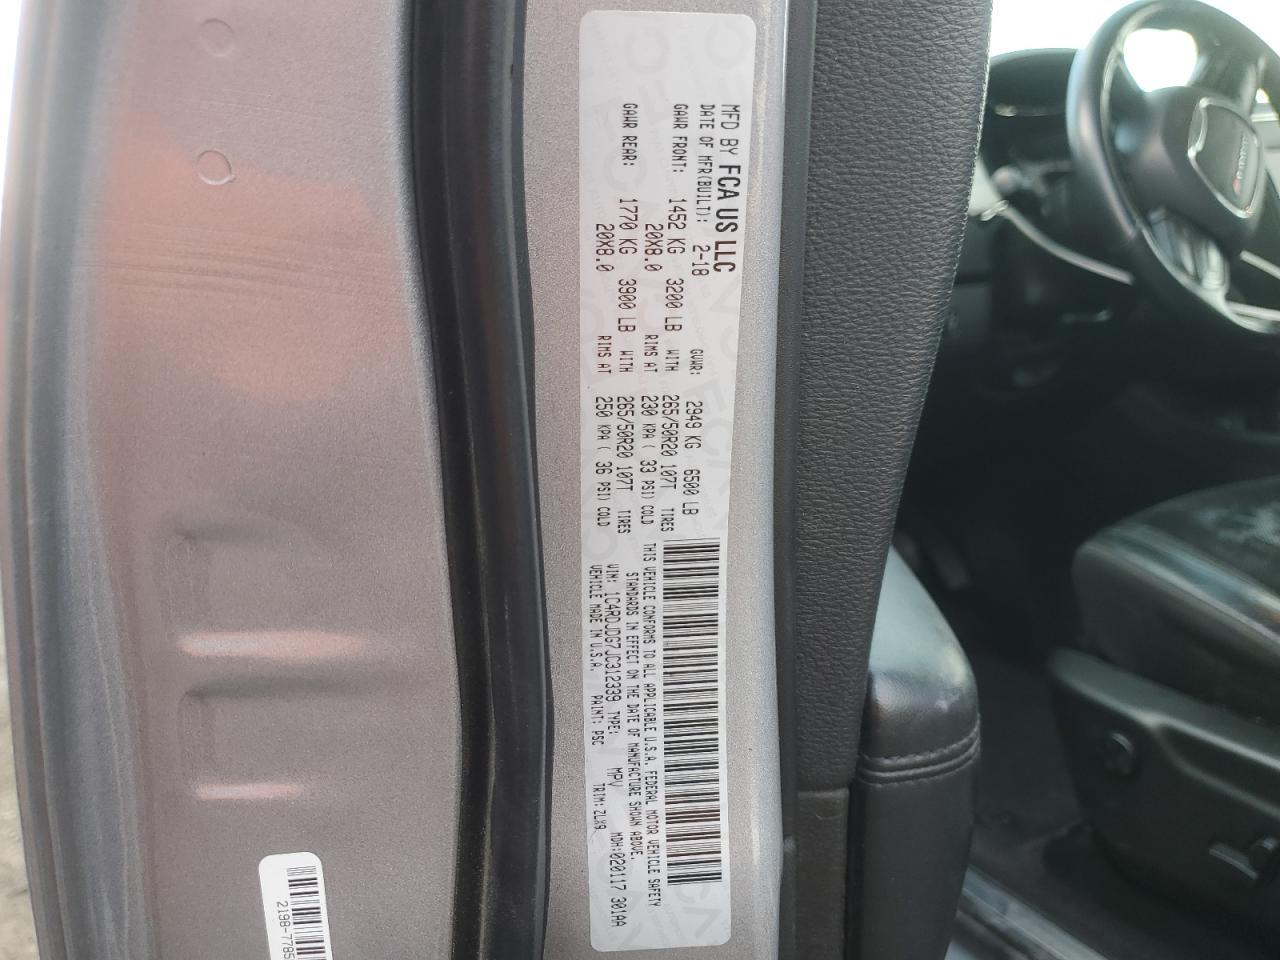 MFD BY FCA US LLC
DATE OF MFR(BUILT): 2-18 GVWR: 2949 KG 6500 LB
GAWR FRONT: 1452 KG 3200 LB WITH 265/50R20 107T TIRES
20X8.0 RIMS AT 230 KPA ( 33 PSI) COLD
GAWR REAR: 1770 KG 3900 LB WITH 265/50R20 107T TIRES
20X8.0 RIMS AT 250 KPA ( 36 PSI) COLD
THIS VEHICLE CONFORMS TO ALL APPLICABLE U.S.A. FEDERAL MOTOR VEHICLE SAFETY
STANDARDS IN EFFECT ON THE DATE OF MANUFACTURE SHOWN ABOVE.
VIN: 1C4RDJDG7JC312339 TYPE: MPV MDH:020117 301AA
VEHICLE MADE IN U.S.A. PAINT: PSC TRIM:ZLX9
2198-7785